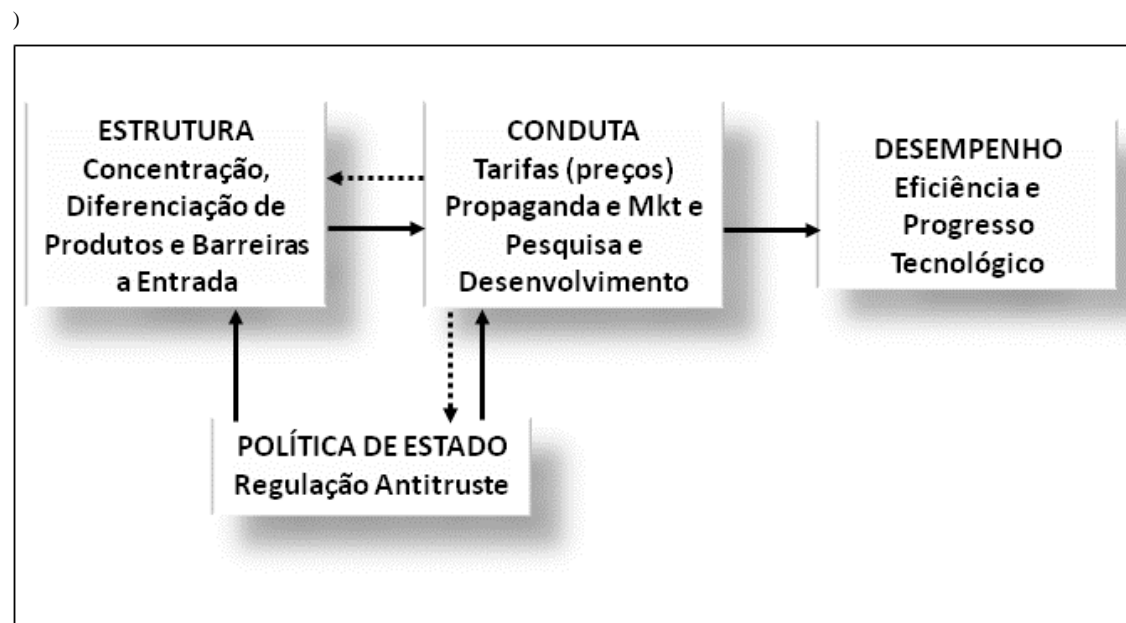 )
ESTRUTURA
Concentração,
Diferenciação de
Produtos e Barreiras
a Entrada
CONDUTA
Tarifas (preços)
Propaganda e Mkt e
Pesquisa e
Desenvolvimento
DESEMPENHO
Eficiência e
Progresso
Tecnológico
POLÍTICA DE ESTADO
Regulação Antitruste